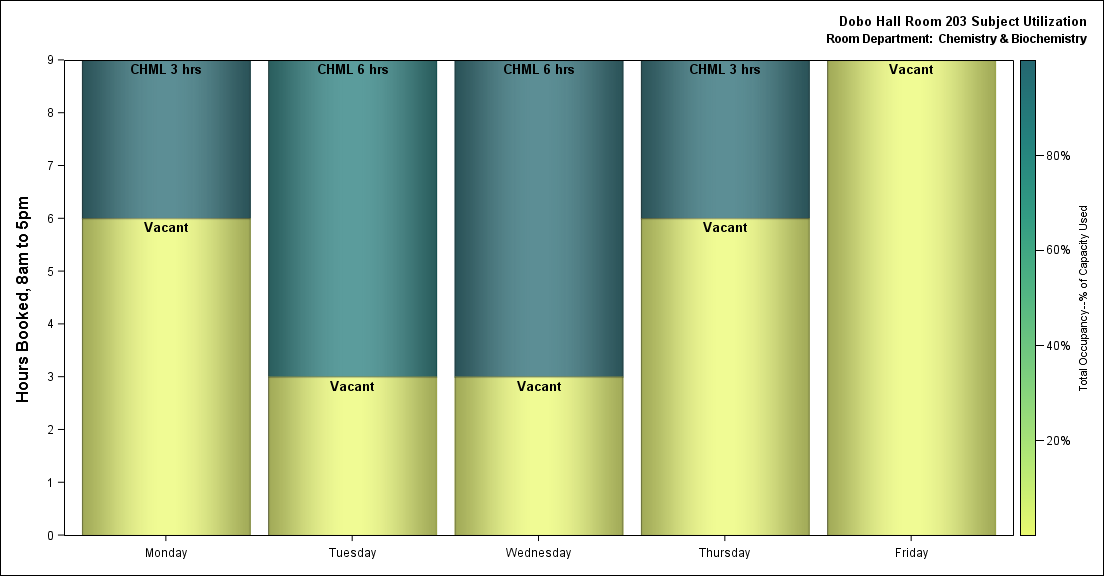 Dobo Hall Room 203 Subject Utilization
Room Department: Chemistry & Biochemistry
Hours Booked, 8am to 5pm
9
8
7
6
5
4
3
2
1
0
CHML 3 hrs
CHML 6 hrs
CHML 6 hrs
CHML 3 hrs
Vacant
Vacant
Vacant
Vacant
Vacant
Monday
Tuesday
Wednesday
Thursday
Friday
80%
60%
40%
20%
Total Occupancy--% of Capacity Used